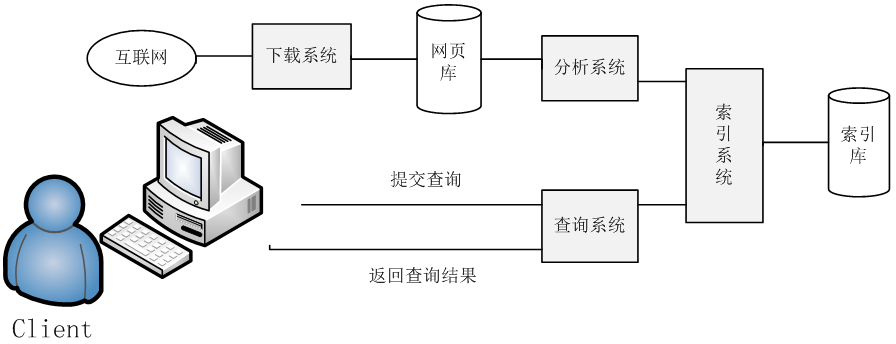 互联网
下载系统
网页
库
分析系统
索
引
系
统
索引
库
提交查询
查询系统
返回查询结果
Client